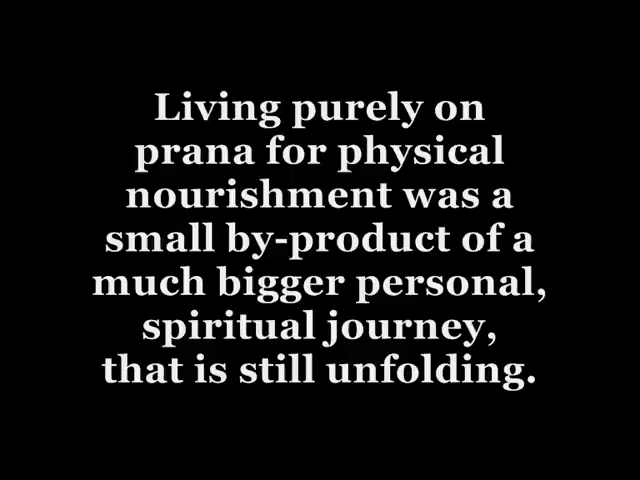 Living purely on
prana for physical
nourishment was a
small by-product of a
much bigger personal,
spiritual journey,
that is still unfolding.